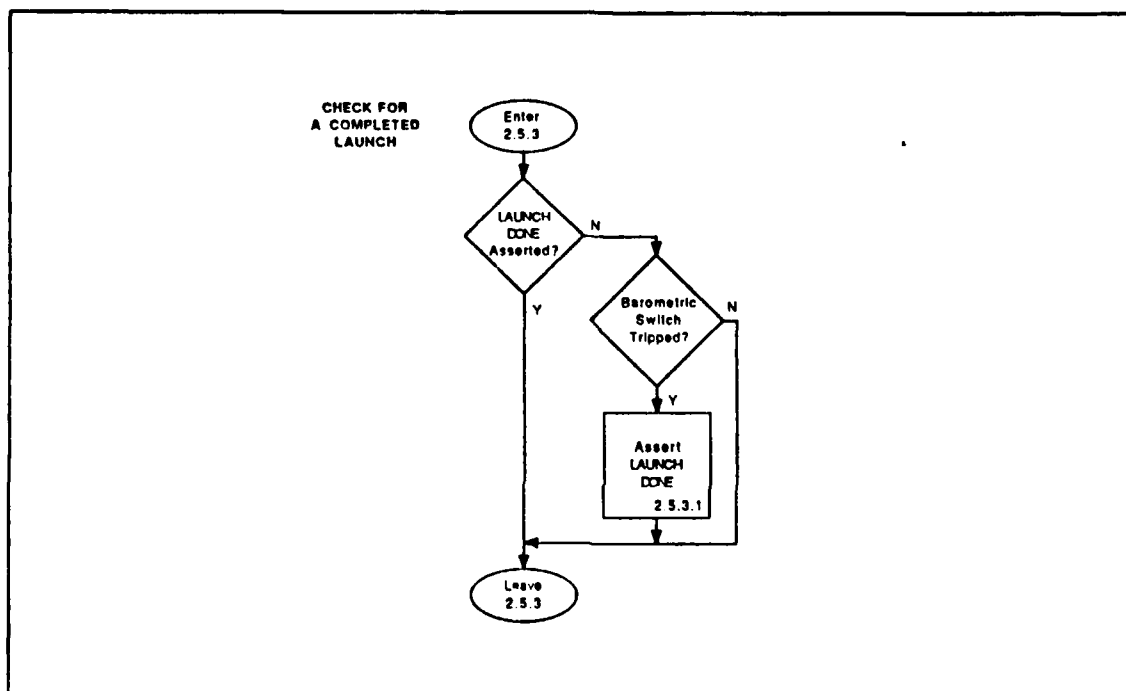 CHECK FOR
A COMPLETED
LAUNCH
Enter
2.5.3
LAUNCH
DONE
Asserted?
N
Y
Barometric
Switch
Tripped?
N
Y
Assert
LAUNCH
DONE
2.5.3.1
Leave
2.5.3